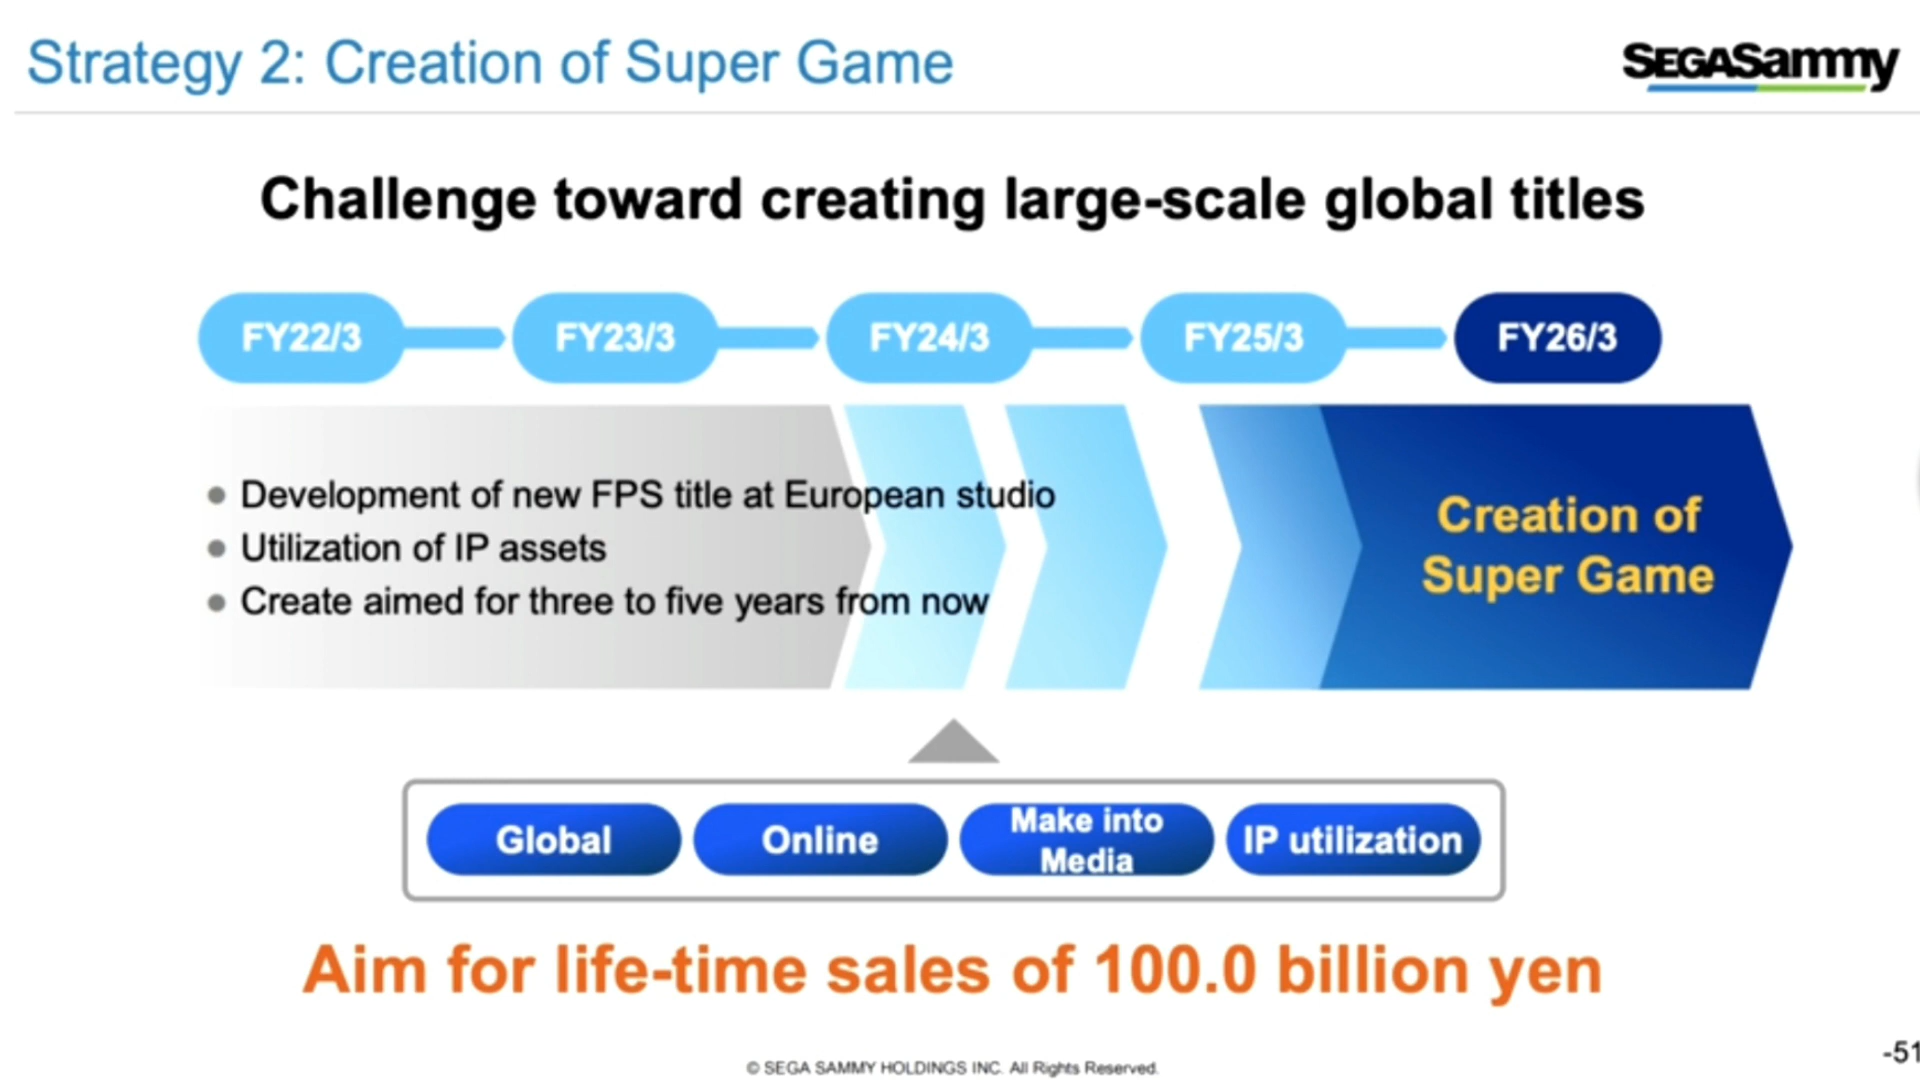 Strategy 2: Creation of Super Game
SEGASammy
Challenge toward creating large-scale global titles
FY22/3
FY23/3
FY24/3
FY25/3
FY26/3
Development of new FPS title at European studio
Utilization of IP assets
Create aimed for three to five years from now
Creation of
Super Game
Global
Online
Make into
Media
IP utilization
Aim for life-time sales of 100.0 billion yen
© SEGA SAMMY HOLDINGS INC. All Rights Reserved.
-51